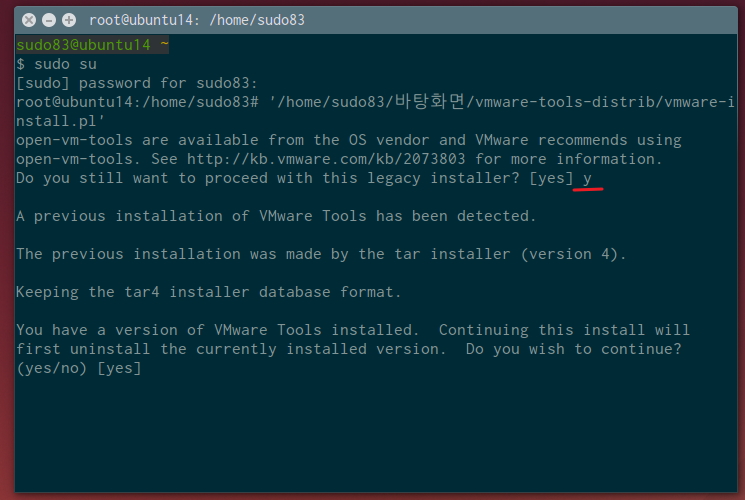 root@ubuntu14: /home/sudo83
sudo83@ubuntu14 ~
$ sudo su
[sudo] password for sudo83:
root@ubuntu14:/home/sudo83# '/home/sudo83/바탕화면/vmware-tools-distrib/vmware-i
nstall.pl'
open-vm-tools are available from the OS vendor and VMware recommends using
open-vm-tools. See http://kb.vmware.com/kb/2073803 for more information.
Do you still want to proceed with this legacy installer? [yes] y
A previous installation of VMware Tools has been detected.
The previous installation was made by the tar installer (version 4).
Keeping the tar4 installer database format.
You have a version of VMware Tools installed.  Continuing this install will
first uninstall the currently installed version.  Do you wish to continue?
(yes/no) [yes]